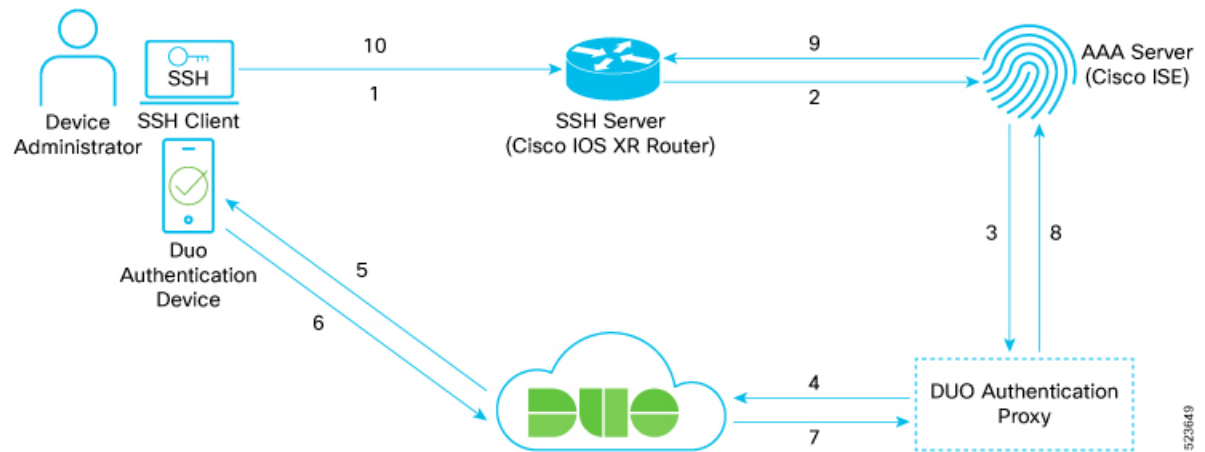 10
1
9
2
AAA Server
(Cisco ISE)
SSH
Device
Administrator
SSH Client
SSH Server
(Cisco IOS XR Router)
3
8
Duo
Authentication
Device
5
6
DUO
4
7
DUO Authentication
Proxy
523649